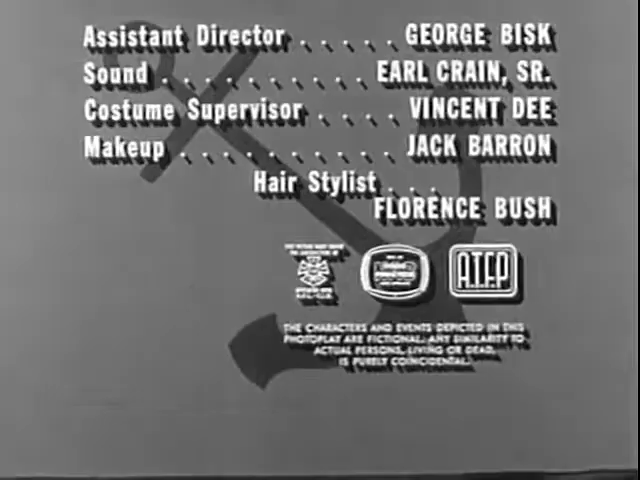 Assistant Director . . . . . GEORGE BISK
Sound . . . . . . . . . . EARL CRAIN, SR.
Costume Supervisor . . . . VINCENT DEE
Makeup . . . . . . . . . . JACK BARRON
Hair Stylist . . .
FLORENCE BUSH
A.T.F.P
THE CHARACTERS AND EVENTS DEPICTED IN THIS
PHOTOPLAY ARE FICTIONAL. ANY SIMILARITY TO
ACTUAL PERSONS, LIVING OR DEAD,
IS PURELY COINCIDENTAL.